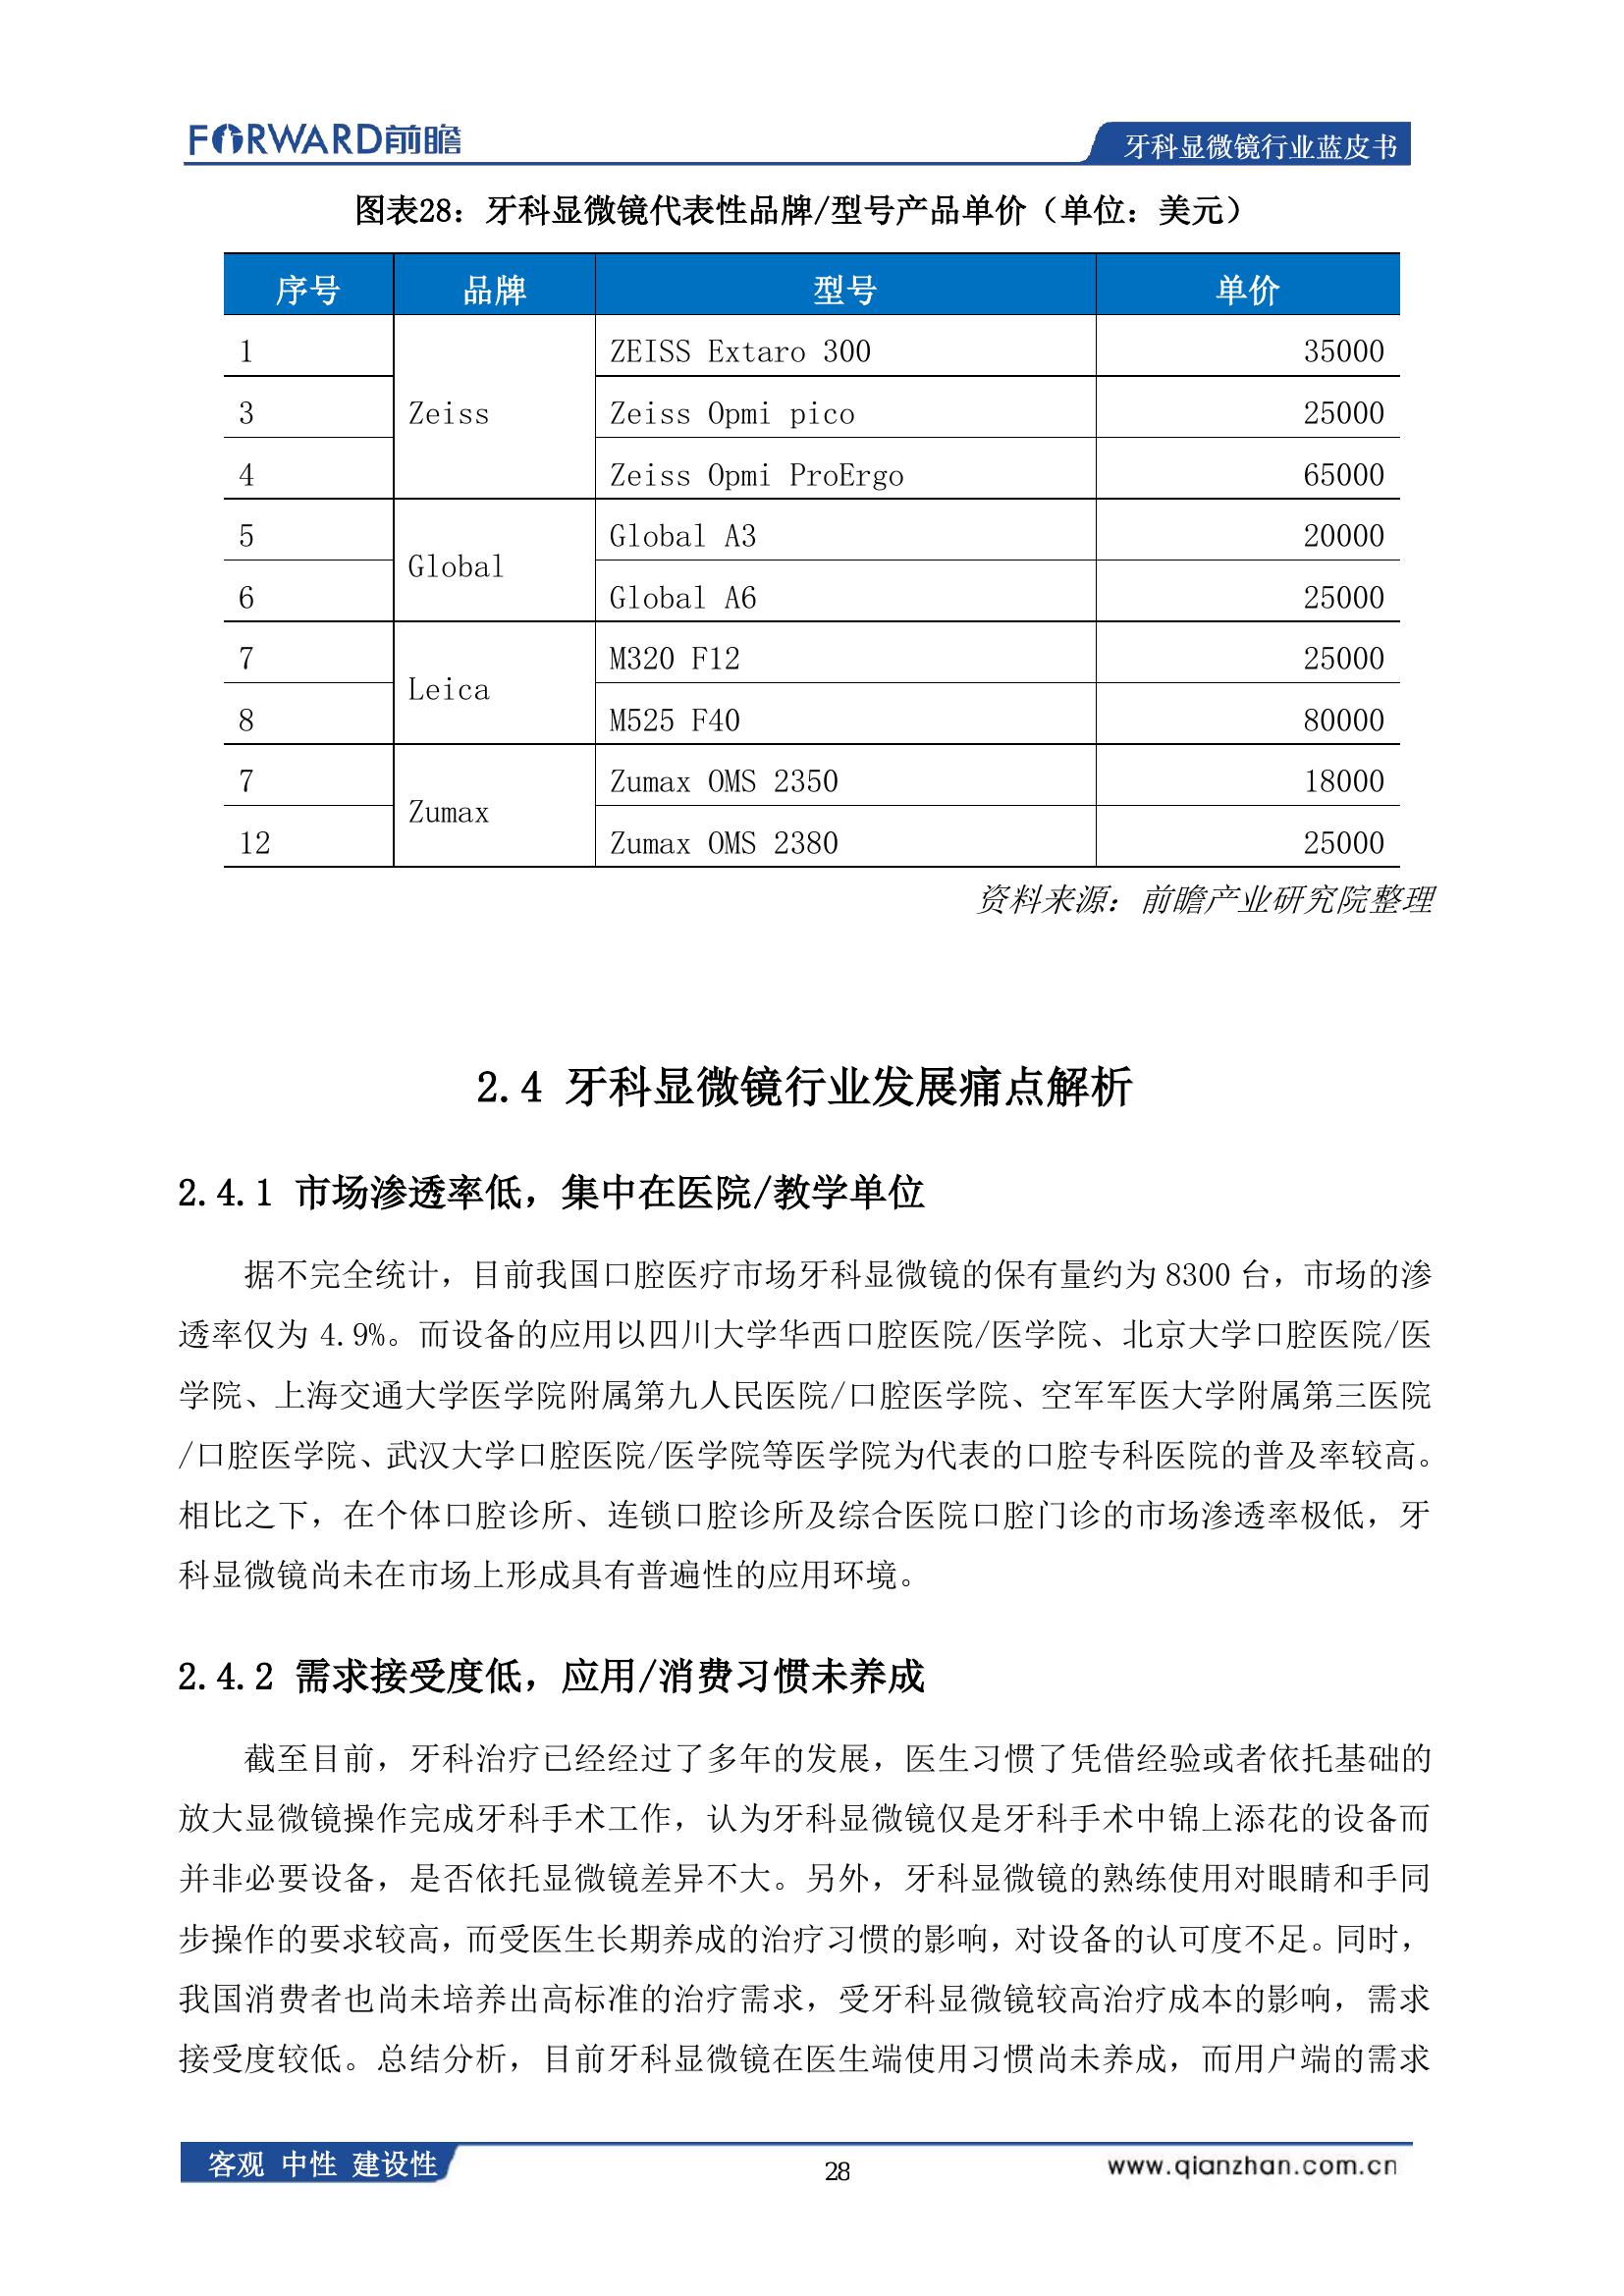 FORWARD前瞻
牙科显微镜行业蓝皮书
图表28：牙科显微镜代表性品牌/型号产品单价（单位：美元）
序号 品牌 型号 单价
1 Zeiss ZEISS Extaro 300 35000
3 Zeiss Opmi pico 25000
4 Zeiss Opmi ProErgo 65000
5 Global Global A3 20000
6 Global A6 25000
7 Leica M320 F12 25000
8 M525 F40 80000
7 Zumax Zumax OMS 2350 18000
12 Zumax OMS 2380 25000
资料来源：前瞻产业研究院整理
2.4 牙科显微镜行业发展痛点解析
2.4.1 市场渗透率低，集中在医院/教学单位
据不完全统计，目前我国口腔医疗市场牙科显微镜的保有量约为 8300 台，市场的渗
透率仅为 4.9%。而设备的应用以四川大学华西口腔医院/医学院、北京大学口腔医院/医
学院、上海交通大学医学院附属第九人民医院/口腔医学院、空军军医大学附属第三医院
/口腔医学院、武汉大学口腔医院/医学院等医学院为代表的口腔专科医院的普及率较高。
相比之下，在个体口腔诊所、连锁口腔诊所及综合医院口腔门诊的市场渗透率极低，牙
科显微镜尚未在市场上形成具有普遍性的应用环境。
2.4.2 需求接受度低，应用/消费习惯未养成
截至目前，牙科治疗已经经过了多年的发展，医生习惯了凭借经验或者依托基础的
放大显微镜操作完成牙科手术工作，认为牙科显微镜仅是牙科手术中锦上添花的设备而
并非必要设备，是否依托显微镜差异不大。另外，牙科显微镜的熟练使用对眼睛和手同
步操作的要求较高，而受医生长期养成的治疗习惯的影响，对设备的认可度不足。同时，
我国消费者也尚未培养出高标准的治疗需求，受牙科显微镜较高治疗成本的影响，需求
接受度较低。总结分析，目前牙科显微镜在医生端使用习惯尚未养成，而用户端的需求
客观 中性 建设性
28
www.qianzhan.com.cn